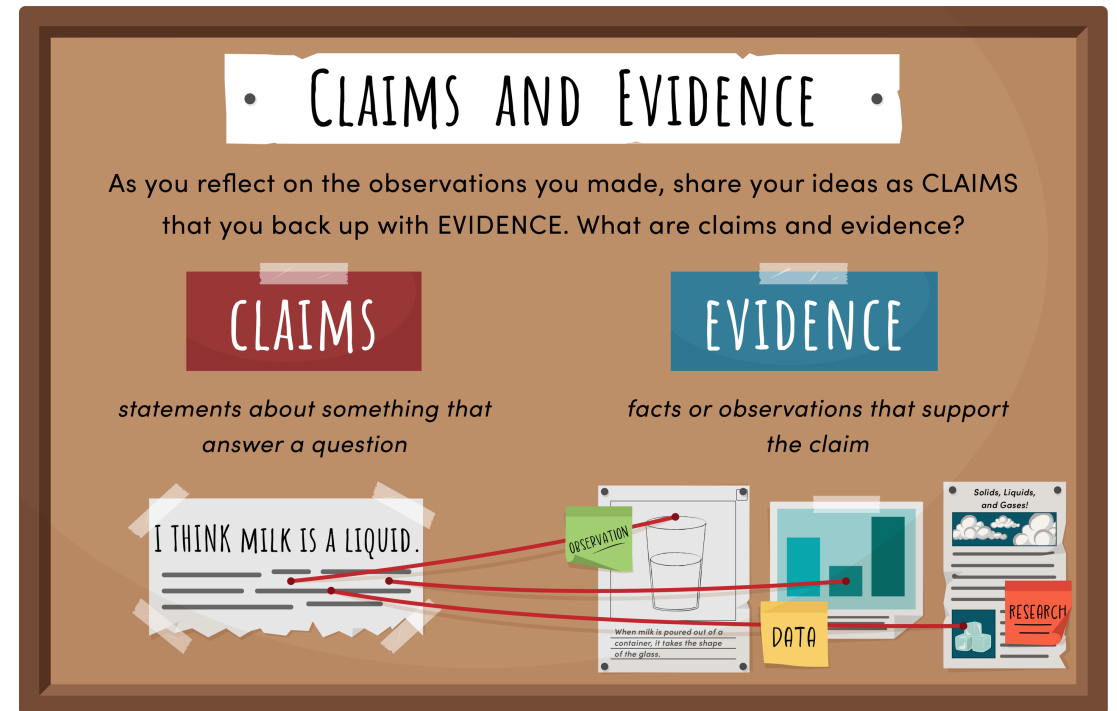 CLAIMS AND EVIDENCE
As you reflect on the observations you made, share your ideas as CLAIMS
that you back up with EVIDENCE. What are claims and evidence?
CLAIMS
statements about something that
answer a question
EVIDENCE
facts or observations that support
the claim
I THINK MILK IS A LIQUID.
OBSERVATION
When milk is poured out of a
container, it takes the shape
of the glass.
DATA
Solids, Liquids,
and Gases!
RESEARCH